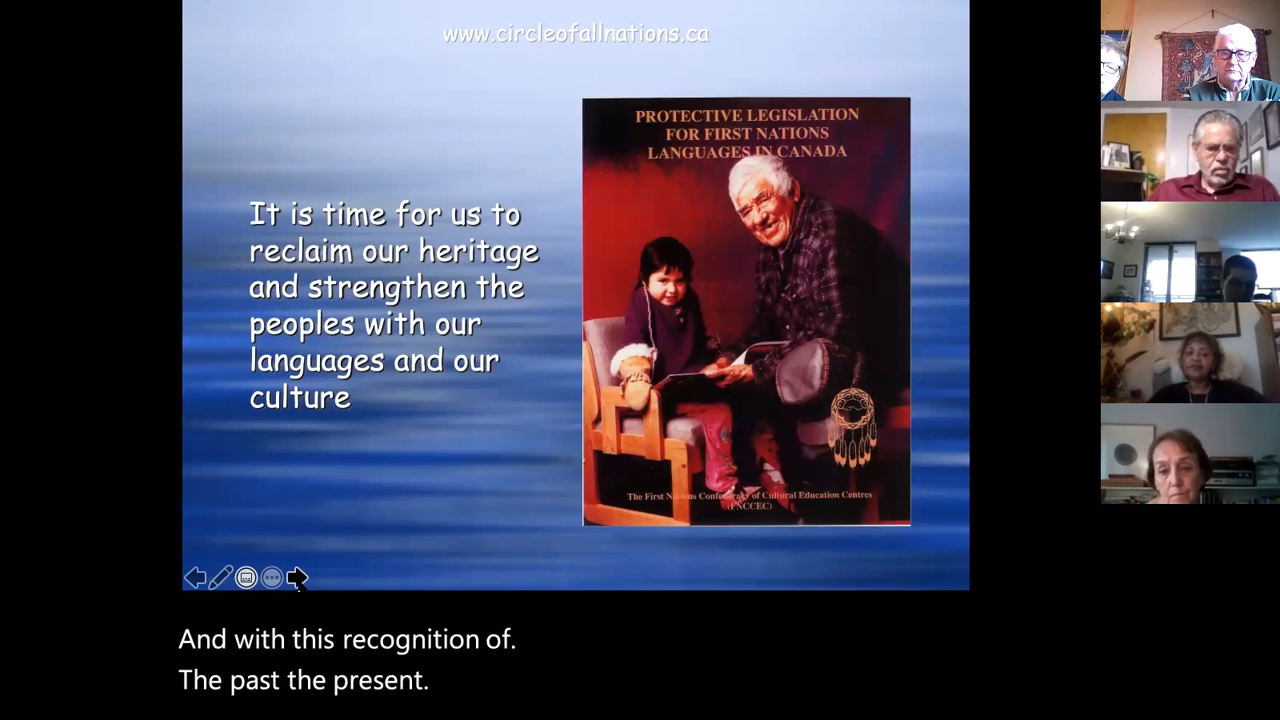 www.circleofallnations.ca
PROTECTIVE LEGISLATION
FOR FIRST NATIONS
LANGUAGES IN CANADA
It is time for us to
reclaim our heritage
and strengthen the
peoples with our
languages and our
culture
The First Nations Confederacy of Cultural Education Centres
(FNCCEC)
And with this recognition of.
The past the present.